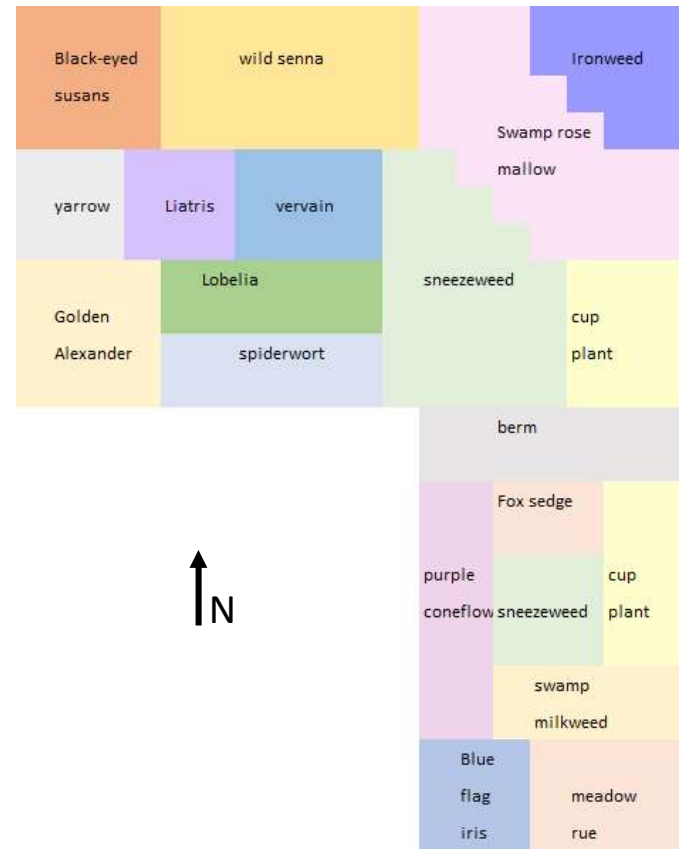 Black-eyed
susans
wild senna
Ironweed
Swamp rose
mallow
yarrow
Liatris
vervain
Lobelia
sneezeweed
Golden
Alexander
spiderwort
cup
plant
berm
Fox sedge
purple
coneflow
sneezeweed
cup
plant
N
swamp
milkweed
Blue
flag
iris
meadow
rue